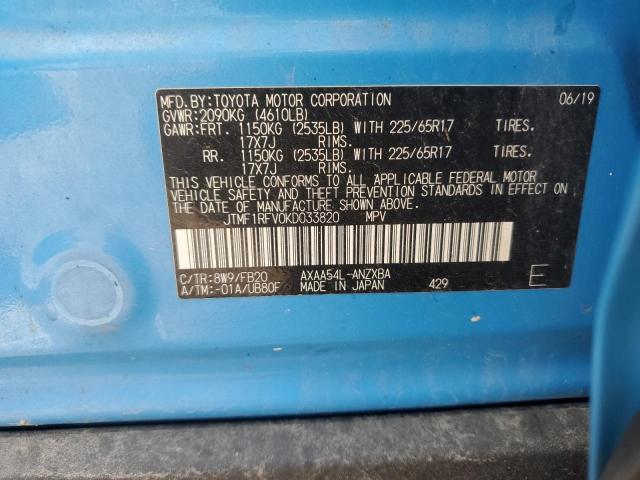 MFD.BY:TOYOTA MOTOR CORPORATION 06/19
GVWR:2090KG (4610LB)
GAWR:FRT. 1150KG (2535LB) WITH 225/65R17 TIRES.
17X7J RIMS.
RR. 1150KG (2535LB) WITH 225/65R17 TIRES.
17X7J RIMS.
THIS VEHICLE CONFORMS TO ALL APPLICABLE FEDERAL MOTOR
VEHICLE SAFETY AND THEFT PREVENTION STANDARDS IN EFFECT ON
THE DATE OF MANUFACTURE SHOWN ABOVE.
JTMF1RFV0KD033820 MPV
C/TR:8W9/FB20 AXAA54L-ANZXBA
A/TM:-01A/UB80F MADE IN JAPAN 429 E